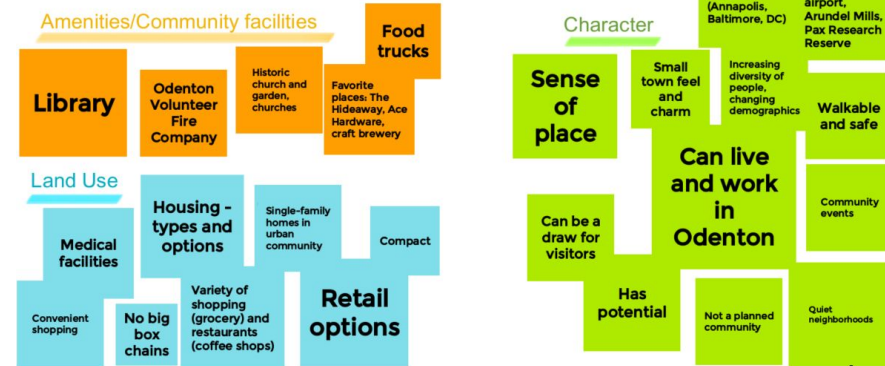 Amenities/Community facilities
Library
Odenton
Volunteer
Fire
Company
Historic
church and
garden,
churches
Food
trucks
Favorite
places: The
Hideaway, Ace
Hardware,
craft brewery
Land Use
Medical
facilities
Housing -
types and
options
Single-family
homes in
urban
community
Compact
Convenient
shopping
No big
box
chains
Variety of
shopping
(grocery) and
restaurants
(coffee shops)
Retail
options
Character
(Annapolis,
Baltimore, DC)
airport,
Arundel Mills,
Pax Research
Reserve
Sense
of
place
Small
town feel
and
charm
Increasing
diversity of
people,
changing
demographics
Walkable
and safe
Can live
and work
in
Odenton
Community
events
Can be a
draw for
visitors
Has
potential
Not a planned
community
Quiet
neighborhoods